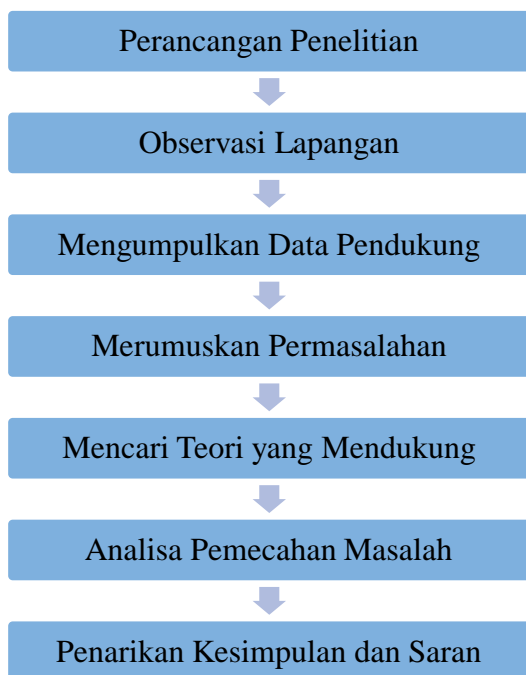 Perancangan Penelitian
Observasi Lapangan
Mengumpulkan Data Pendukung
Merumuskan Permasalahan
Mencari Teori yang Mendukung
Analisa Pemecahan Masalah
Penarikan Kesimpulan dan Saran